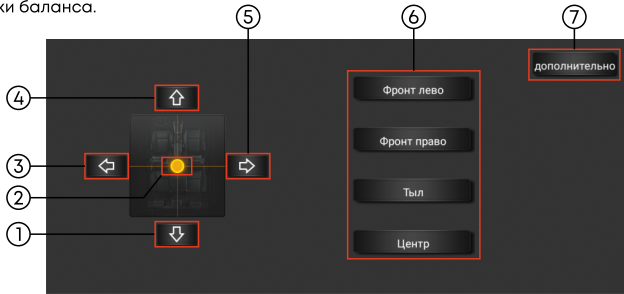 ки баланса.
5
6
7
дополнительно
4
Фронт лево
Фронт право
3
2
Тыл
1
Центр